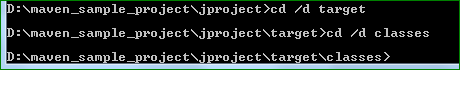 D:\maven_sample_project\jproject>cd /d target
D:\maven_sample_project\jproject\target>cd /d classes
D:\maven_sample_project\jproject\target\classes>